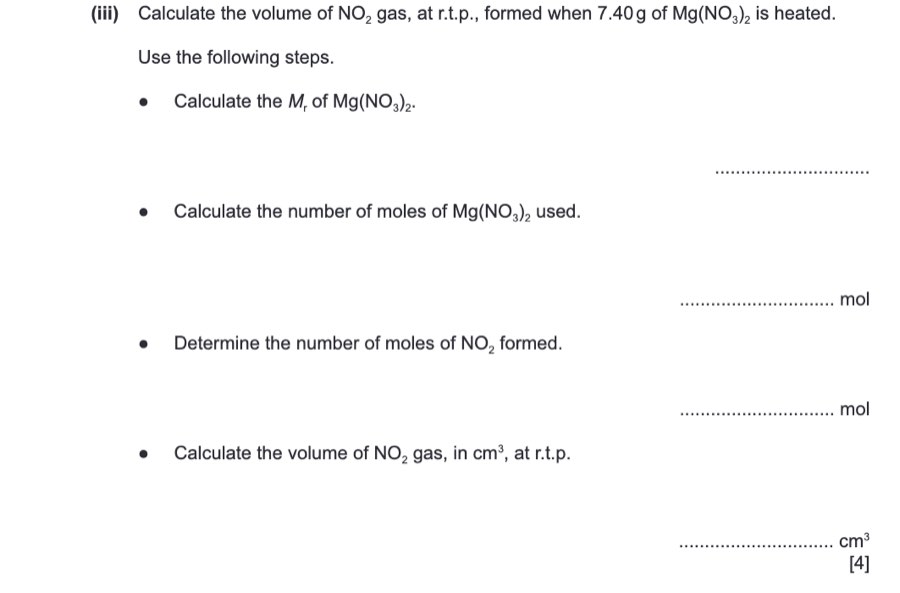 (iii) Calculate the volume of NO₂ gas, at r.t.p., formed when 7.40 g of Mg(NO₃)₂ is heated.
Use the following steps.
• Calculate the Mᵣ of Mg(NO₃)₂.
................................
• Calculate the number of moles of Mg(NO₃)₂ used.
................................ mol
• Determine the number of moles of NO₂ formed.
................................ mol
• Calculate the volume of NO₂ gas, in cm³, at r.t.p.
................................ cm³
[4]